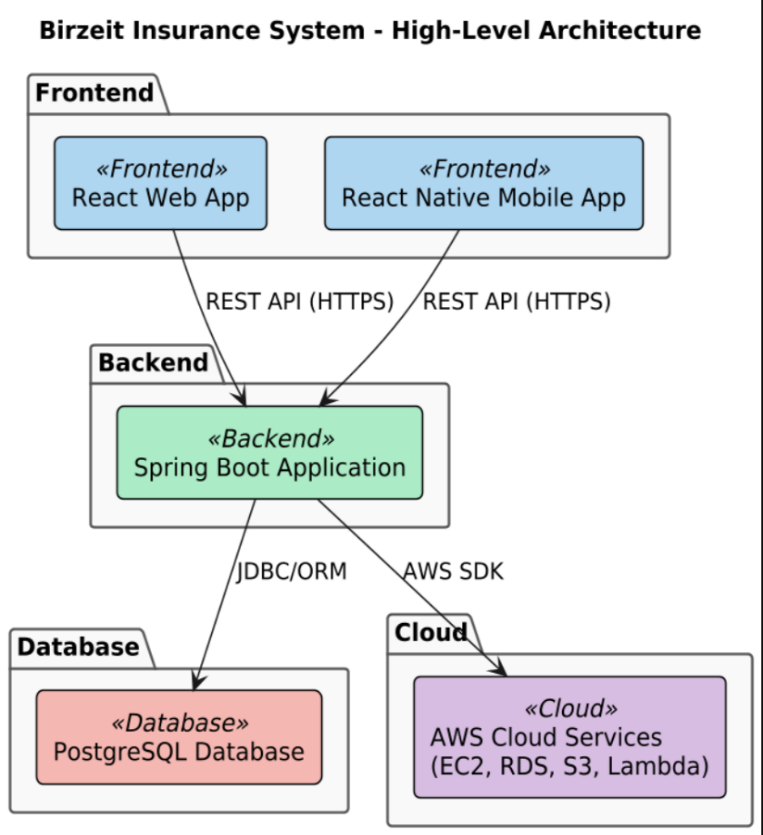 Birzeit Insurance System - High-Level Architecture
Frontend
«Frontend»
React Web App
«Frontend»
React Native Mobile App
REST API (HTTPS)
REST API (HTTPS)
Backend
«Backend»
Spring Boot Application
JDBC/ORM
AWS SDK
Database
«Database»
PostgreSQL Database
Cloud
«Cloud»
AWS Cloud Services
(EC2, RDS, S3, Lambda)